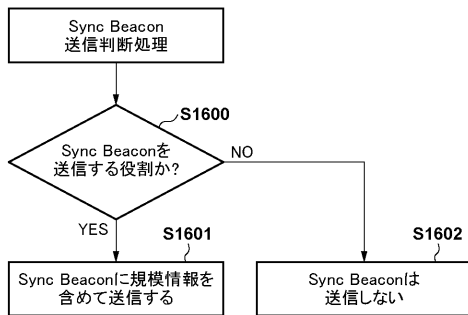 Sync Beacon
送信判断処理
S1600
Sync Beaconを
送信する役割か?
NO
YES
S1601
S1602
Sync Beaconに規模情報を
含めて送信する
Sync Beaconは
送信しない